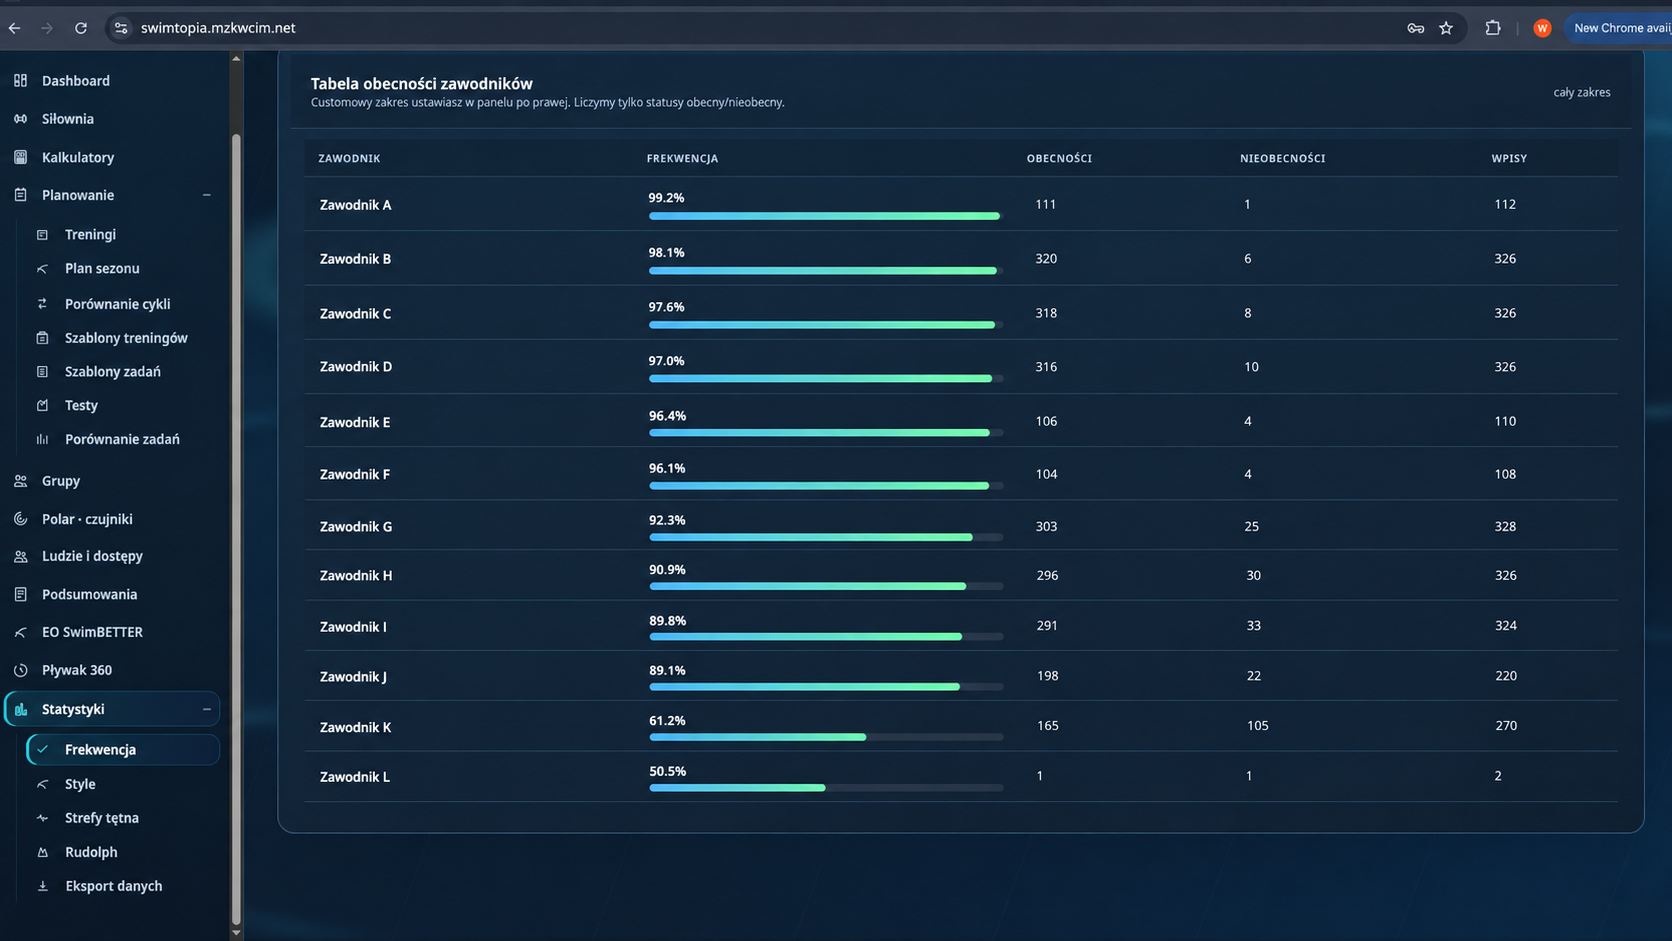 swimtopia.mzkwcim.net
W
New Chrome avail
Dashboard
Siłownia
Kalkulatory
Planowanie
Treningi
Plan sezonu
Porównanie cykli
Szablony treningów
Szablony zadań
Testy
Porównanie zadań
Grupy
Polar · czujniki
Ludzie i dostępy
Podsumowania
EO SwimBETTER
Pływak 360
Statystyki
Frekwencja
Style
Strefy tętna
Rudolph
Eksport danych
Tabela obecności zawodników
Customowy zakres ustawiasz w panelu po prawej. Liczymy tylko statusy obecny/nieobecny.
cały zakres
ZAWODNIK FREKWENCJA OBECNOŚCI NIEOBECNOŚCI WPISY
Zawodnik A 99.2% 111 1 112
Zawodnik B 98.1% 320 6 326
Zawodnik C 97.6% 318 8 326
Zawodnik D 97.0% 316 10 326
Zawodnik E 96.4% 106 4 110
Zawodnik F 96.1% 104 4 108
Zawodnik G 92.3% 303 25 328
Zawodnik H 90.9% 296 30 326
Zawodnik I 89.8% 291 33 324
Zawodnik J 89.1% 198 22 220
Zawodnik K 61.2% 165 105 270
Zawodnik L 50.5% 1 1 2